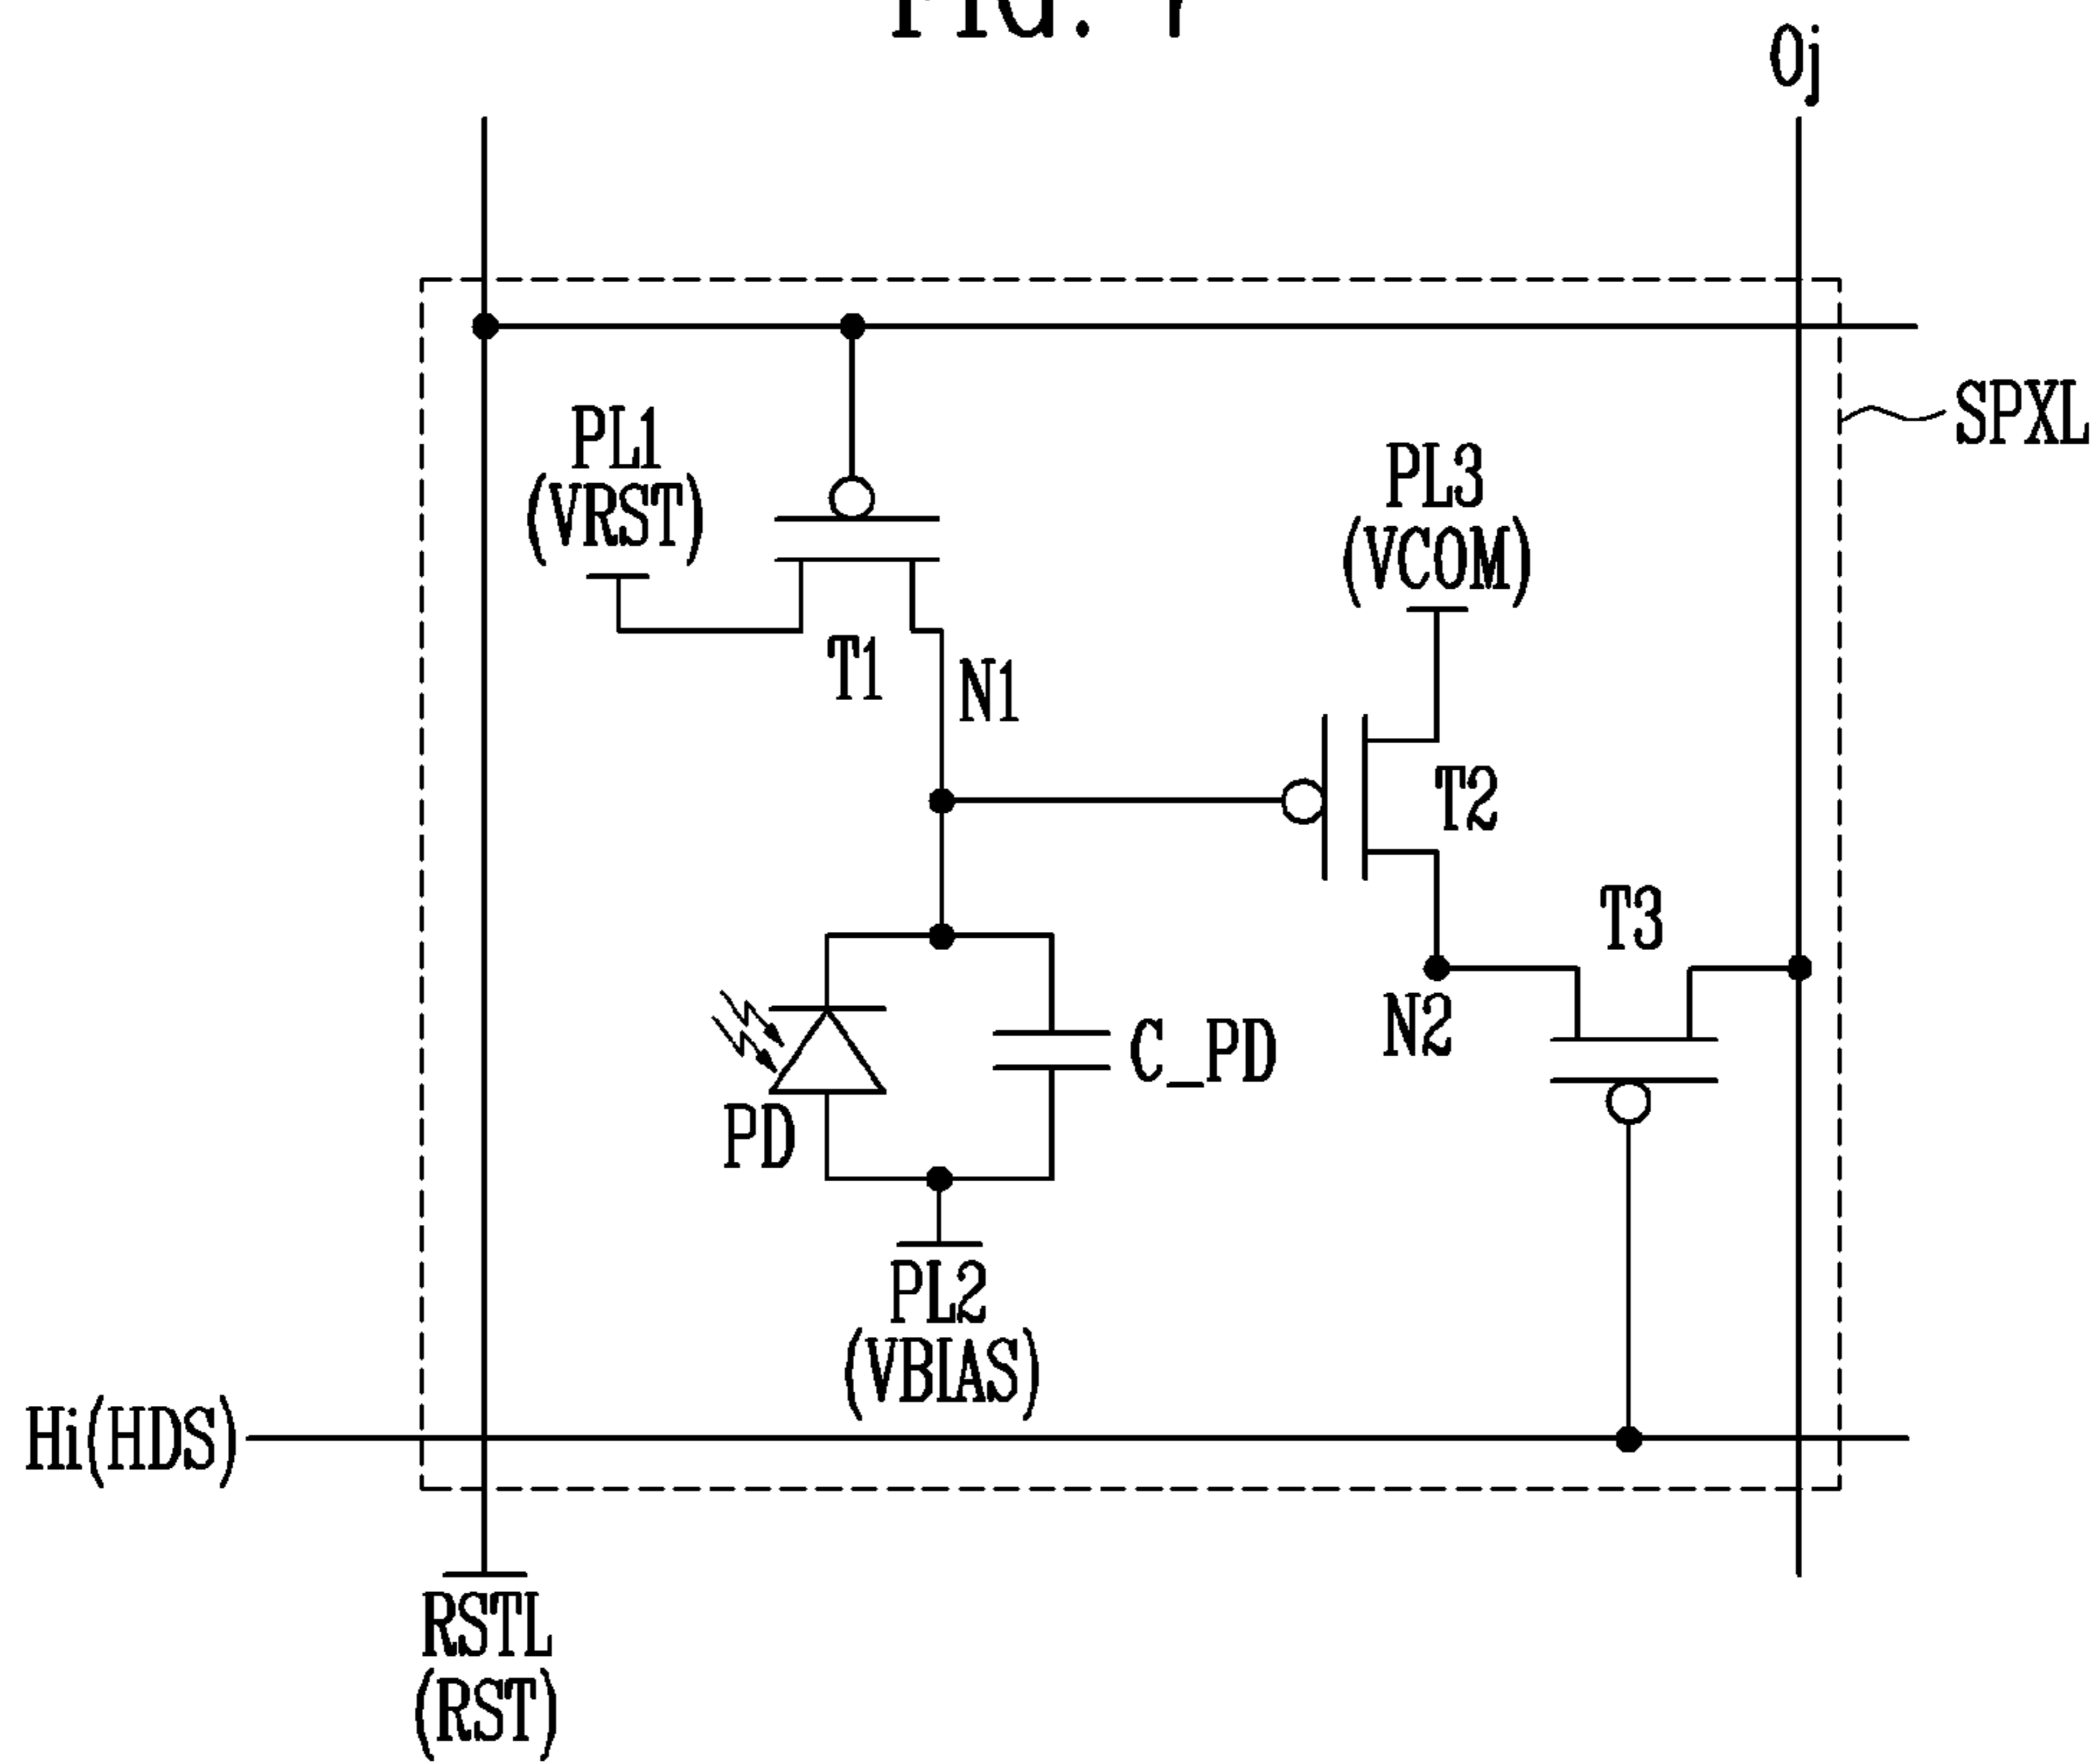 FIG.
Oj
SPXL
PL1
(VRST)
PL3
(VCOM)
T1
N1
T2
T3
N2
C_PD
PD
PL2
(VBIAS)
Hi(HDS)
RSTL
(RST)